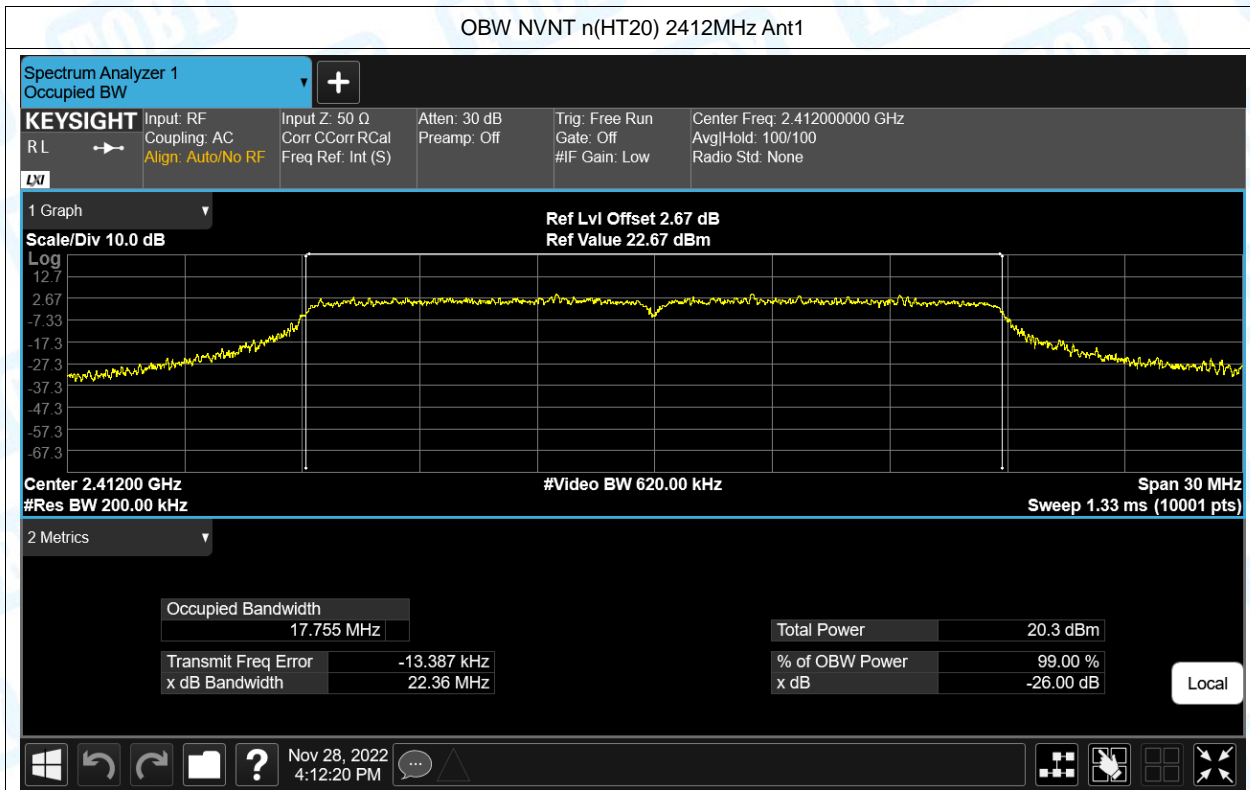 OBW NVNT n(HT20) 2412MHz Ant1
Spectrum Analyzer 1
Occupied BW
KEYSIGHT
R L
LXI
Input: RF
Coupling: AC
Align: Auto/No RF
Input Z: 50 Ω
Corr CCorr RCal
Freq Ref: Int (S)
Atten: 30 dB
Preamp: Off
Trig: Free Run
Gate: Off
#IF Gain: Low
Center Freq: 2.412000000 GHz
Avg|Hold: 100/100
Radio Std: None
1 Graph
Scale/Div 10.0 dB
Ref Lvl Offset 2.67 dB
Ref Value 22.67 dBm
Log
12.7
2.67
-7.33
-17.3
-27.3
-37.3
-47.3
-57.3
-67.3
Center 2.41200 GHz
#Video BW 620.00 kHz
Span 30 MHz
#Res BW 200.00 kHz
Sweep 1.33 ms (10001 pts)
2 Metrics
Occupied Bandwidth
17.755 MHz
Total Power 20.3 dBm
Transmit Freq Error -13.387 kHz
% of OBW Power 99.00 %
x dB Bandwidth 22.36 MHz
x dB -26.00 dB
Local
?
Nov 28, 2022
4:12:20 PM
TOBY